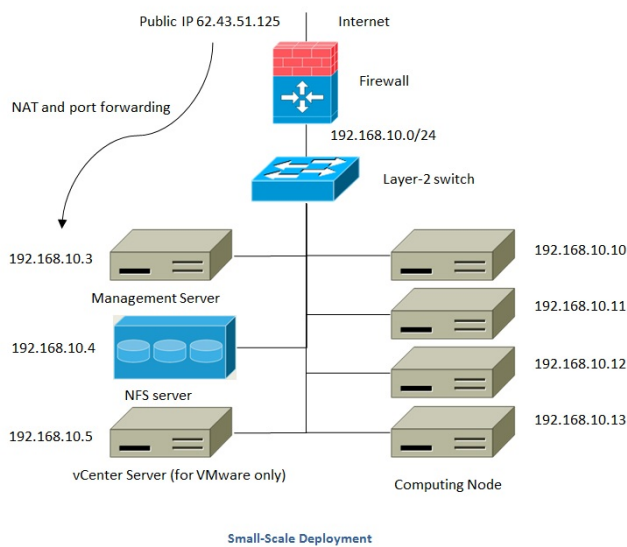 Public IP 62.43.51.125
Internet
Firewall
NAT and port forwarding
192.168.10.0/24
Layer-2 switch
192.168.10.3
Management Server
192.168.10.10
192.168.10.11
192.168.10.4
NFS server
192.168.10.12
192.168.10.5
vCenter Server (for VMware only)
192.168.10.13
Computing Node
Small-Scale Deployment